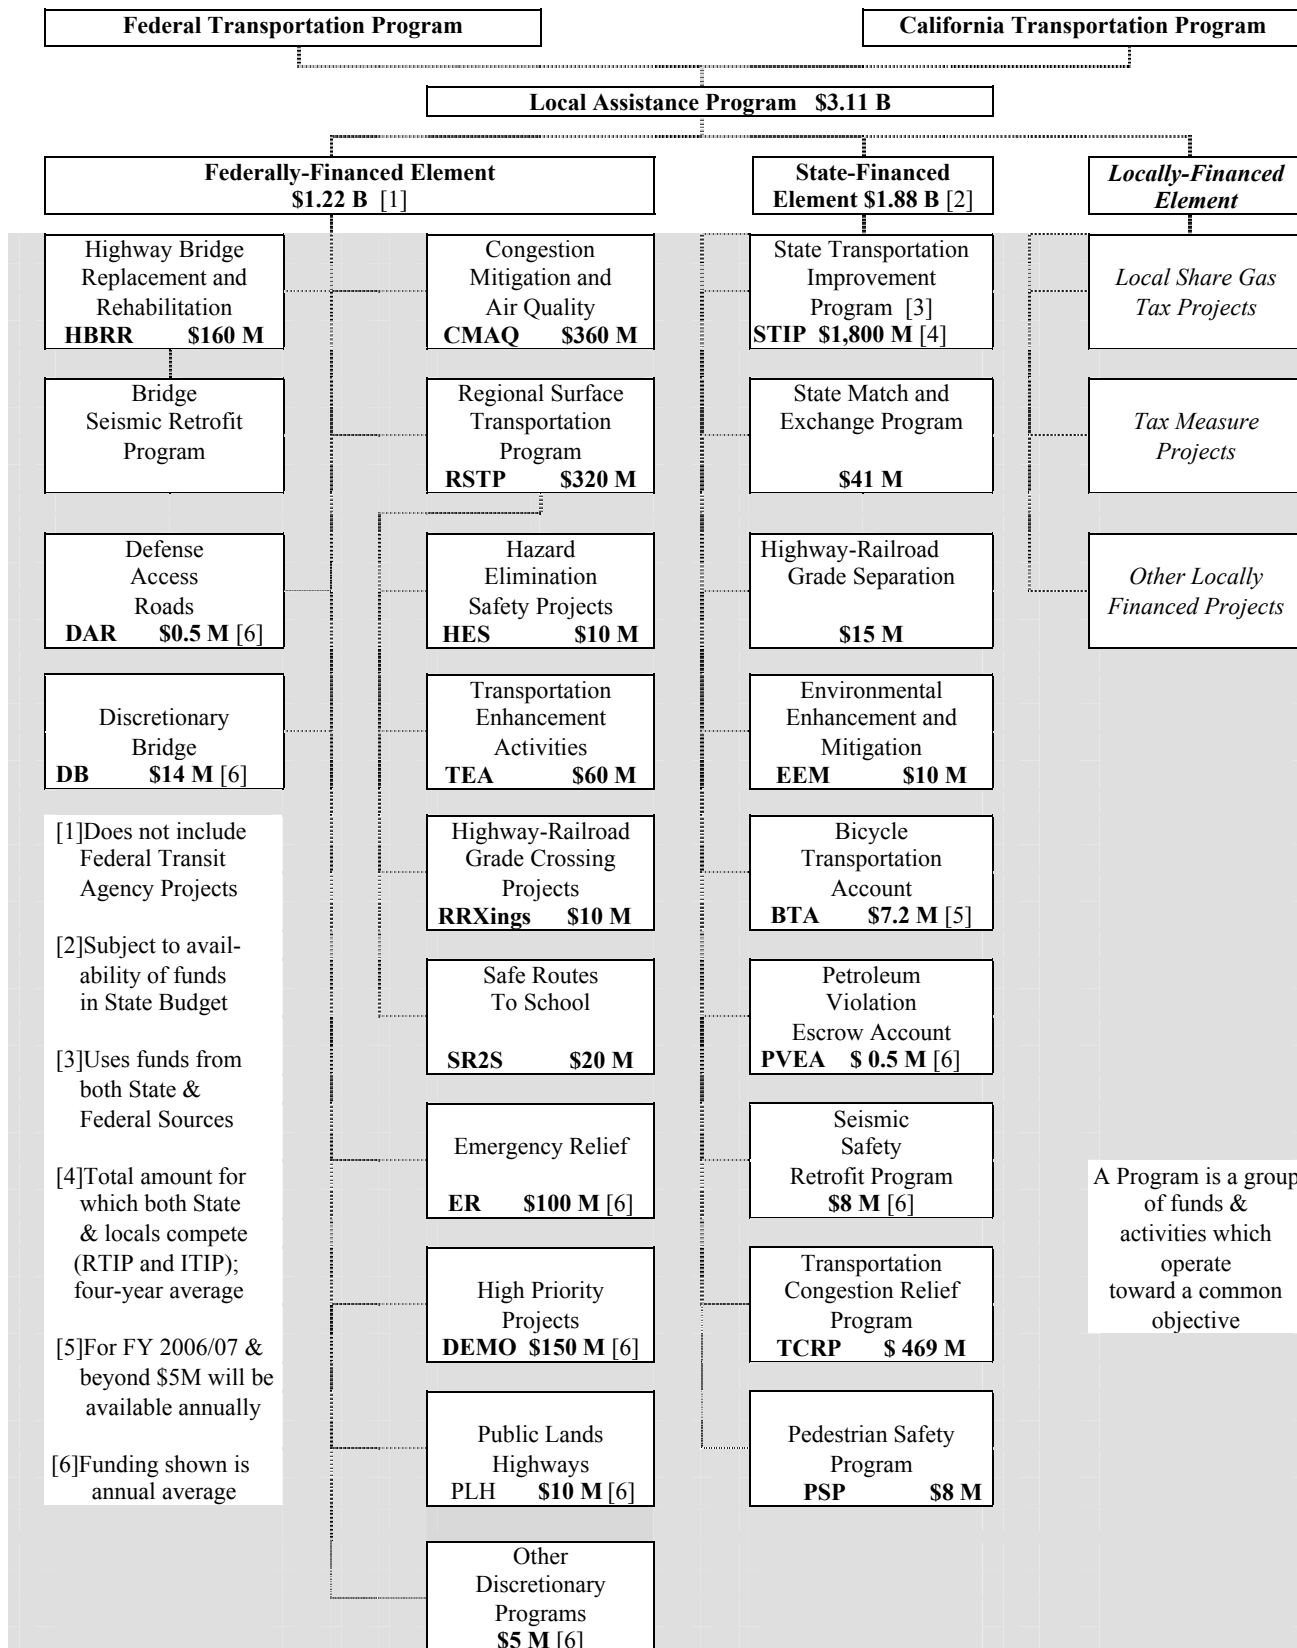 Federal Transportation Program
California Transportation Program
Local Assistance Program $3.11 B
Federally-Financed Element
$1.22 B [1]
State-Financed
Element $1.88 B [2]
Locally-Financed
Element
Highway Bridge
Replacement and
Rehabilitation
HBRR $160 M
Congestion
Mitigation and
Air Quality
CMAQ $360 M
State Transportation
Improvement
Program [3]
STIP $1,800 M [4]
Local Share Gas
Tax Projects
Bridge
Seismic Retrofit
Program
Regional Surface
Transportation
Program
RSTP $320 M
State Match and
Exchange Program
$41 M
Tax Measure
Projects
Defense
Access
Roads
DAR $0.5 M [6]
Hazard
Elimination
Safety Projects
HES $10 M
Highway-Railroad
Grade Separation
$15 M
Other Locally
Financed Projects
Discretionary
Bridge
DB $14 M [6]
Transportation
Enhancement
Activities
TEA $60 M
Environmental
Enhancement and
Mitigation
EEM $10 M
[1]Does not include
Federal Transit
Agency Projects
[2]Subject to avail-
ability of funds
in State Budget
[3]Uses funds from
both State &
Federal Sources
[4]Total amount for
which both State
& locals compete
(RTIP and ITIP);
four-year average
[5]For FY 2006/07 &
beyond $5M will be
available annually
[6]Funding shown is
annual average
Highway-Railroad
Grade Crossing
Projects
RRXings $10 M
Bicycle
Transportation
Account
BTA $7.2 M [5]
Safe Routes
To School
SR2S $20 M
Petroleum
Violation
Escrow Account
PVEA $ 0.5 M [6]
Emergency Relief
ER $100 M [6]
Seismic
Safety
Retrofit Program
$8 M [6]
A Program is a group
of funds &
activities which
operate
toward a common
objective
High Priority
Projects
DEMO $150 M [6]
Transportation
Congestion Relief
Program
TCRP $ 469 M
Public Lands
Highways
PLH $10 M [6]
Pedestrian Safety
Program
PSP $8 M
Other
Discretionary
Programs
$5 M [6]